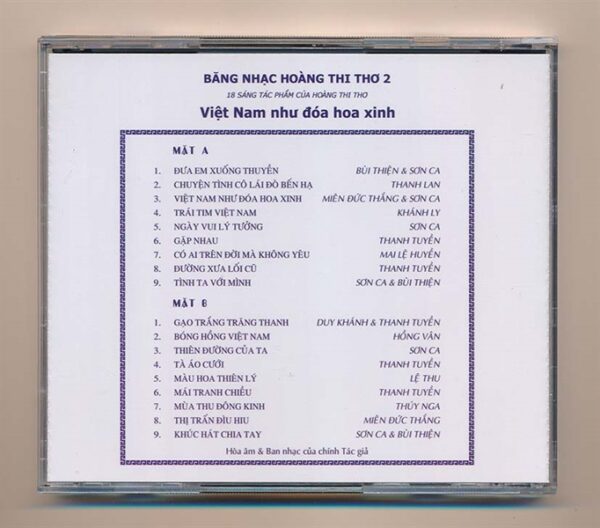 BĂNG NHẠC HOÀNG THI THƠ 2
18 SÁNG TÁC PHẨM CỦA HOÀNG THI THƠ
Việt Nam như đóa hoa xinh
MẶT A
1. ĐƯA EM XUỐNG THUYỀN BÙI THIỆN & SƠN CA
2. CHUYỆN TÌNH CÔ LÁI ĐÒ BẾN HẠ THANH LAN
3. VIỆT NAM NHƯ ĐÓA HOA XINH MIÊN ĐỨC THẮNG & SƠN CA
4. TRÁI TIM VIỆT NAM KHÁNH LY
5. NGÀY VUI LÝ TƯỞNG SƠN CA
6. GẶP NHAU THANH TUYỀN
7. CÓ AI TRÊN ĐỜI MÀ KHÔNG YÊU MAI LỆ HUYỀN
8. ĐƯỜNG XƯA LỐI CŨ THANH TUYỀN
9. TÌNH TA VỚI MÌNH SƠN CA & BÙI THIỆN
MẶT B
1. GẠO TRẮNG TRĂNG THANH DUY KHÁNH & THANH TUYỀN
2. BÓNG HỒNG VIỆT NAM HỒNG VÂN
3. THIÊN ĐƯỜNG CỦA TA SƠN CA
4. TÀ ÁO CƯỚI THANH TUYỀN
5. MÀU HOA THIÊN LÝ LỆ THU
6. MÁI TRANH CHIỀU THANH TUYỀN
7. MÙA THU ĐÔNG KINH THÚY NGA
8. THỊ TRẤN ĐÌU HIU MIÊN ĐỨC THẮNG
9. KHÚC HÁT CHIA TAY SƠN CA & BÙI THIỆN
Hòa âm & Ban nhạc của chính Tác giả